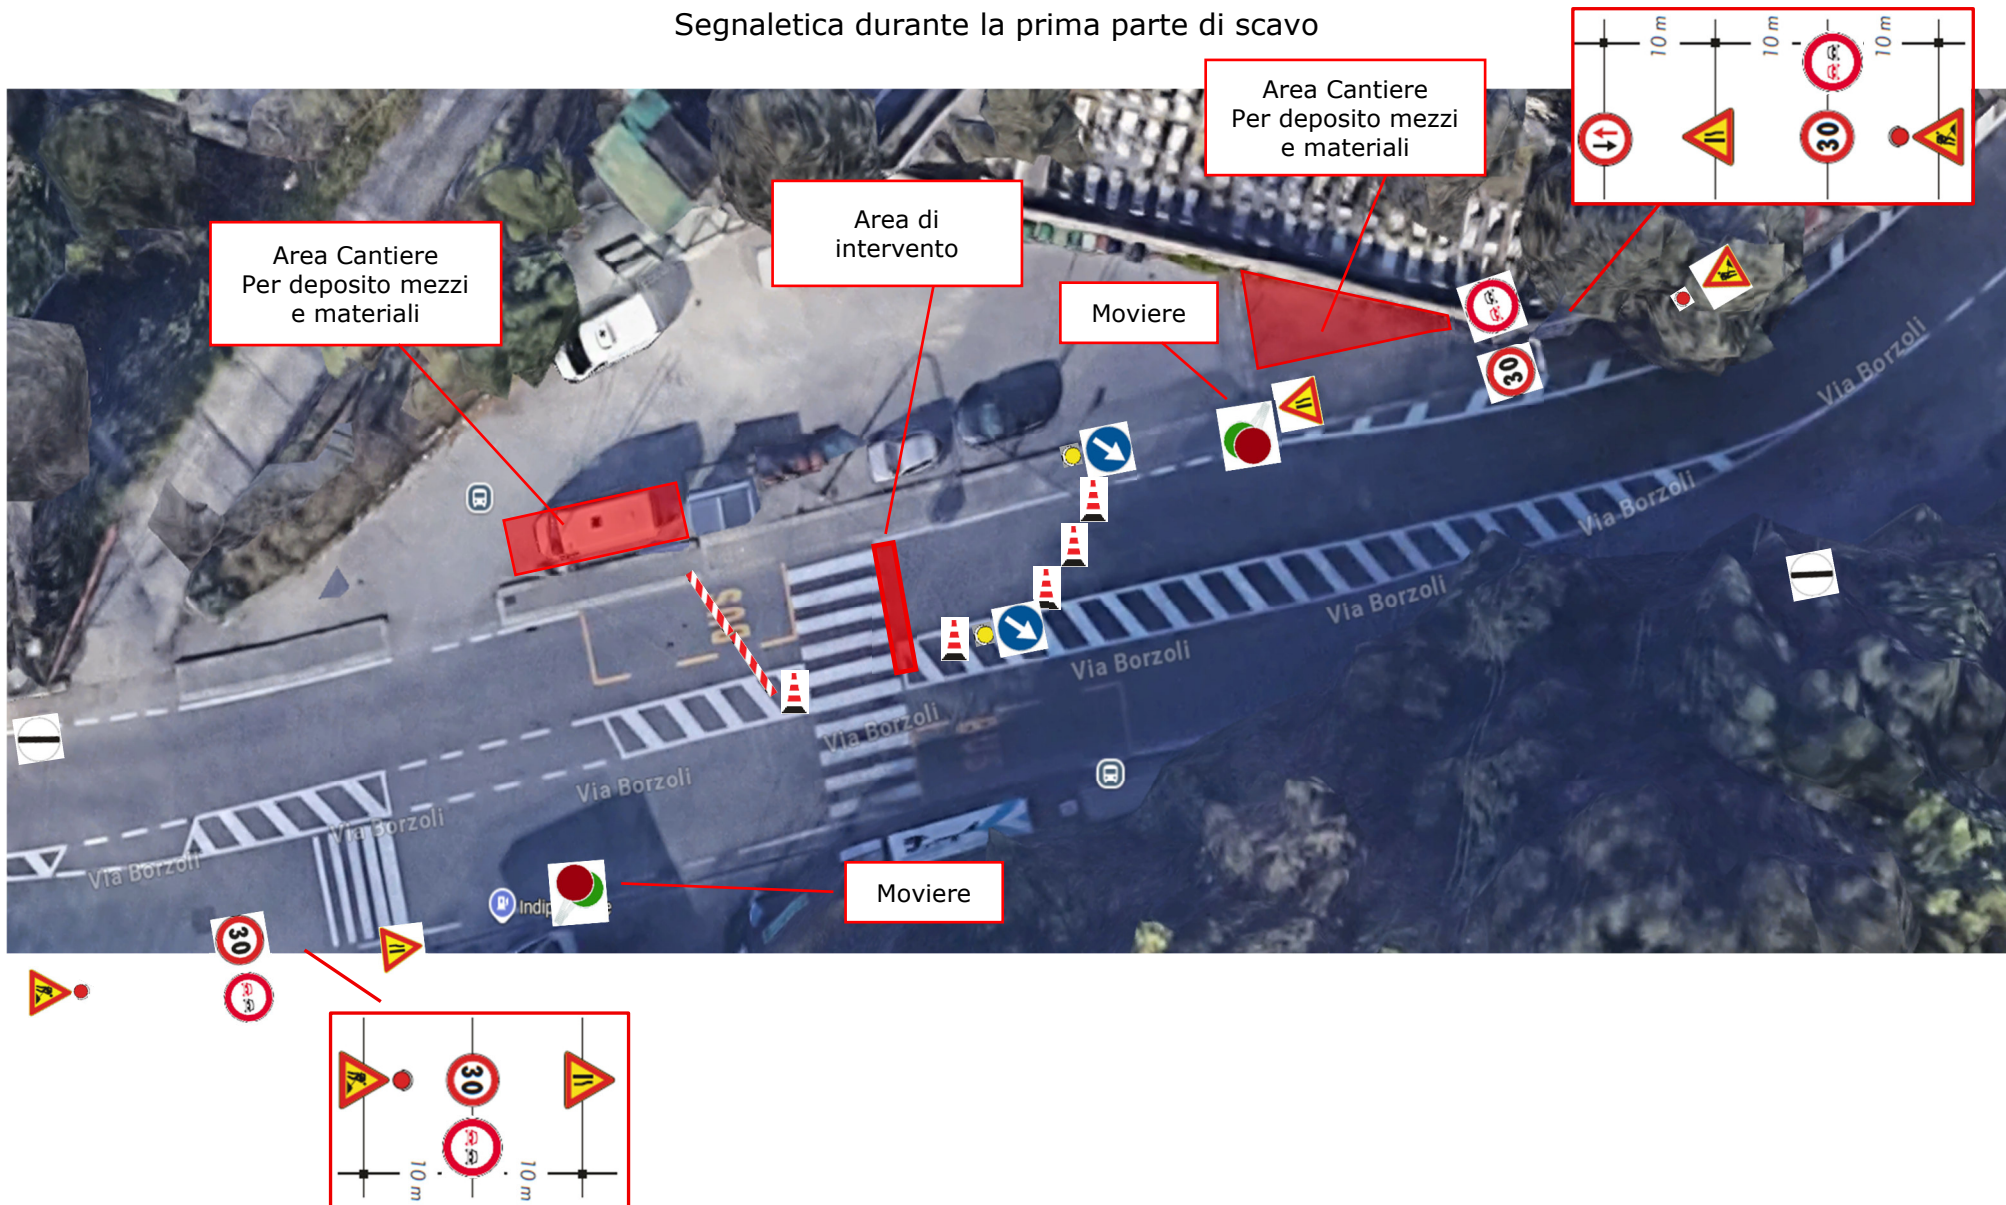 Segnaletica durante la prima parte di scavo
10 m
10 m
10 m
30
Area Cantiere
Per deposito mezzi
e materiali
Area di
intervento
Area Cantiere
Per deposito mezzi
e materiali
Moviere
30
Via Borzoli
Via Borzoli
Via Borzoli
Via Borzoli
BUS
Via Borzoli
BUS
Via Borzoli
Via Borzoli
Via Borzoli
Moviere
30
30
10 m
10 m